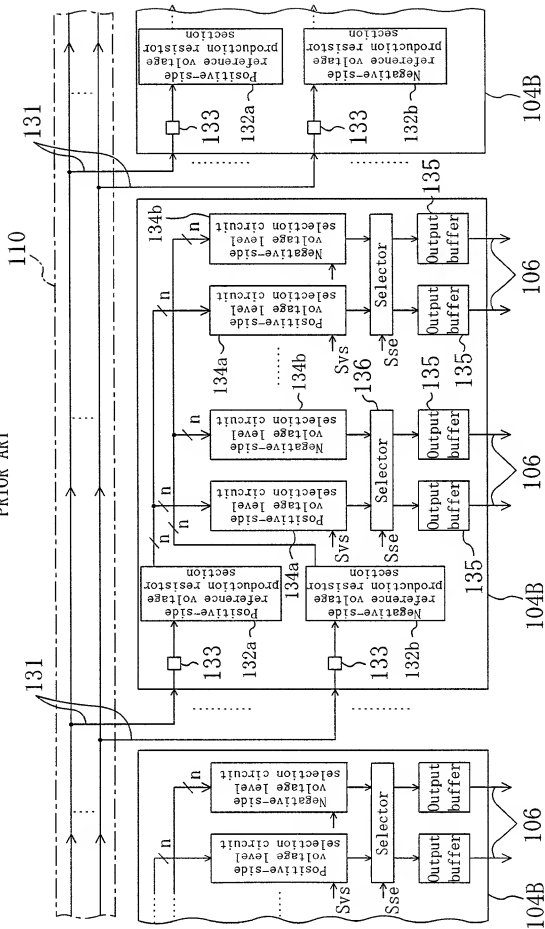 PRIOR ART
110
131
131
133
Positive-side
reference voltage
production resistor
section
132a
133
Negative-side
reference voltage
production resistor
section
132b
104B
133
Positive-side
reference voltage
production resistor
section
132a
133
Negative-side
reference voltage
production resistor
section
132b
n
n
n
n
n
n
134b
Positive-side
voltage level
selection circuit
134a
Negative-side
voltage level
selection circuit
134b
Positive-side
voltage level
selection circuit
134a
Negative-side
voltage level
selection circuit
Svs
Svs
136
Selector
Selector
Sse
Sse
Output
buffer
135
Output
buffer
135
Output
buffer
135
Output
buffer
135
106
106
104B
n
n
Positive-side
voltage level
selection circuit
Negative-side
voltage level
selection circuit
Svs
Selector
Sse
Output
buffer
Output
buffer
106
104B